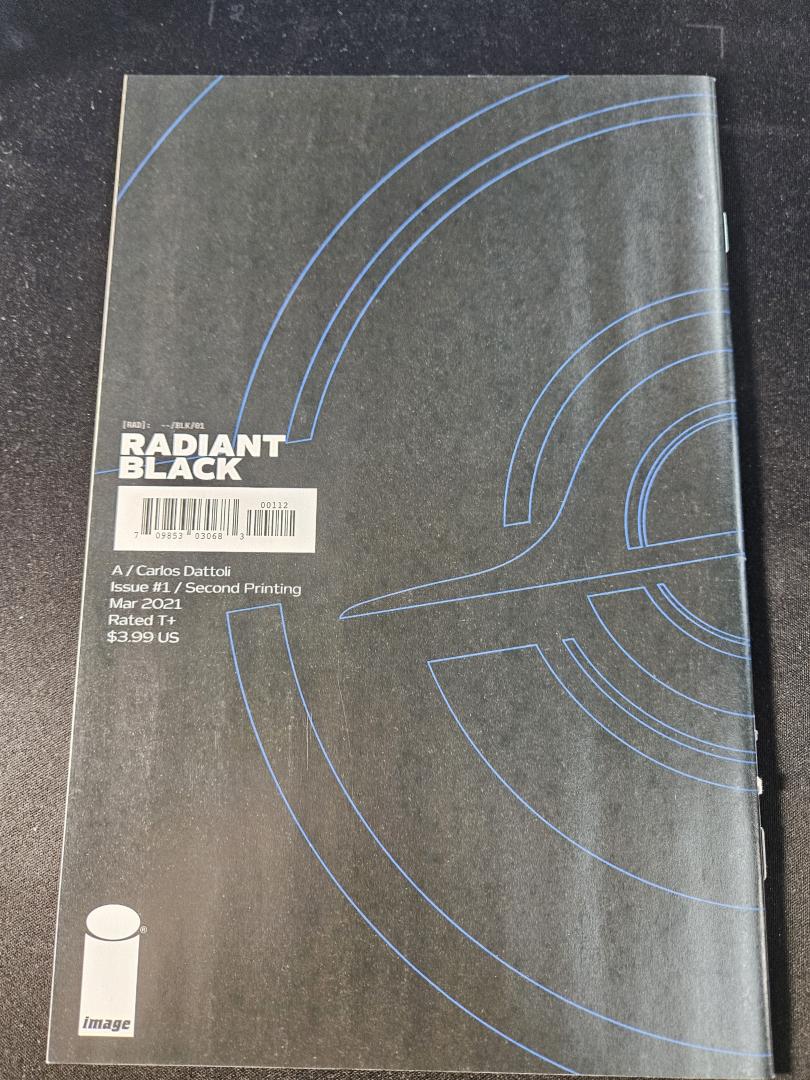 [RAD]: --/BLK/01
RADIANT
BLACK
00112
7 09853 03068 3
A / Carlos Dattoli
Issue #1 / Second Printing
Mar 2021
Rated T+
$3.99 US
®
image